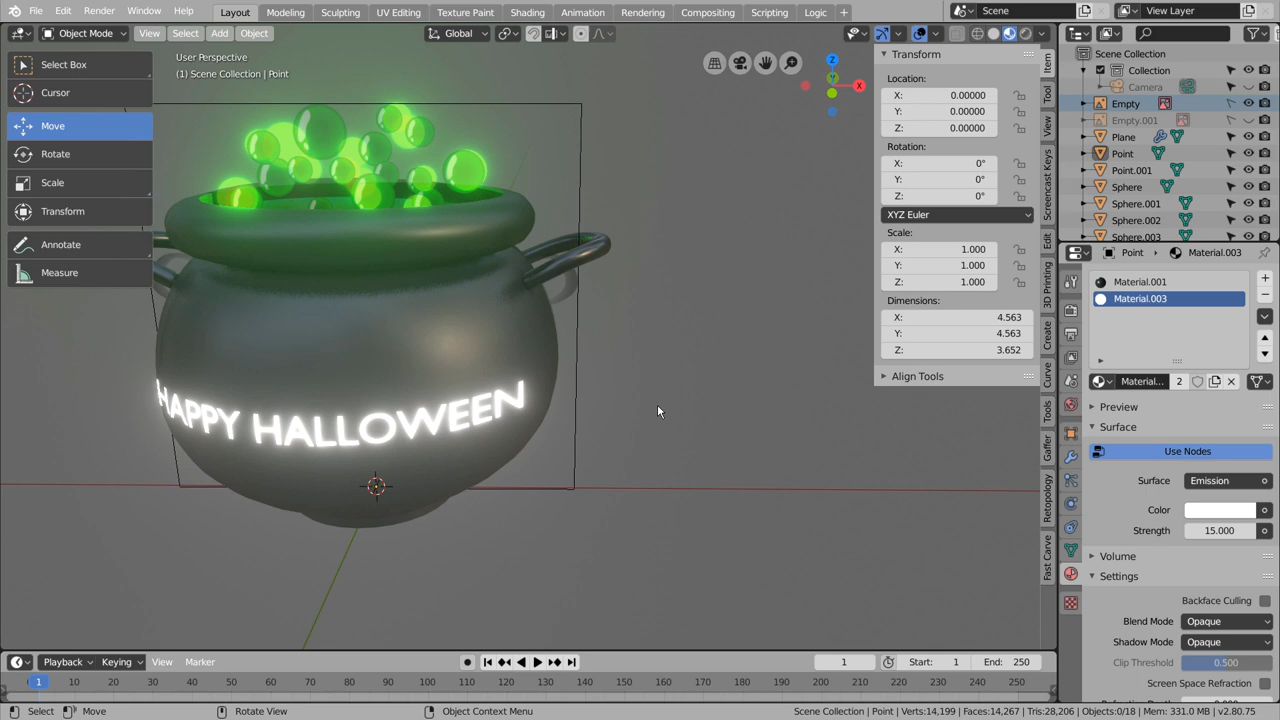 File Edit Render Window Help Layout Modeling Sculpting UV Editing Texture Paint Shading Animation Rendering Compositing Scripting Logic + Scene View Layer
Object Mode View Select Add Object Global
User Perspective
(1) Scene Collection | Point
Select Box
Cursor
Move
Rotate
Scale
Transform
Annotate
Measure
HAPPY HALLOWEEN
Z
Y
X
Transform
Location:
X: 0.00000
Y: 0.00000
Z: 0.00000
Rotation:
X: 0°
Y: 0°
Z: 0°
XYZ Euler
Scale:
X: 1.000
Y: 1.000
Z: 1.000
Dimensions:
X: 4.563
Y: 4.563
Z: 3.652
Align Tools
Item
Tool
View
Screencast Keys
Edit
3D Printing
Create
Curve
Tools
Gaffer
Retopology
Fast Carve
Scene Collection
Collection
Camera
Empty
Empty.001
Plane
Point
Point.001
Sphere
Sphere.001
Sphere.002
Sphere.003
Point Material.003
Material.001
Material.003
Material... 2
Preview
Surface
Use Nodes
Surface Emission
Color
Strength 15.000
Volume
Settings
Backface Culling
Blend Mode Opaque
Shadow Mode Opaque
Clip Threshold 0.500
Screen Space Refraction
Playback Keying View Marker 1 Start: 1 End: 250
1 10 20 30 40 50 60 70 80 90 100 110 120 130 140 150 160 170 180 190 200 210 220 230 240 250
Select Move Rotate View Object Context Menu Scene Collection | Point | Verts:14,199 | Faces:14,267 | Tris:28,206 | Objects:0/18 | Mem: 331.0 MB | v2.80.75